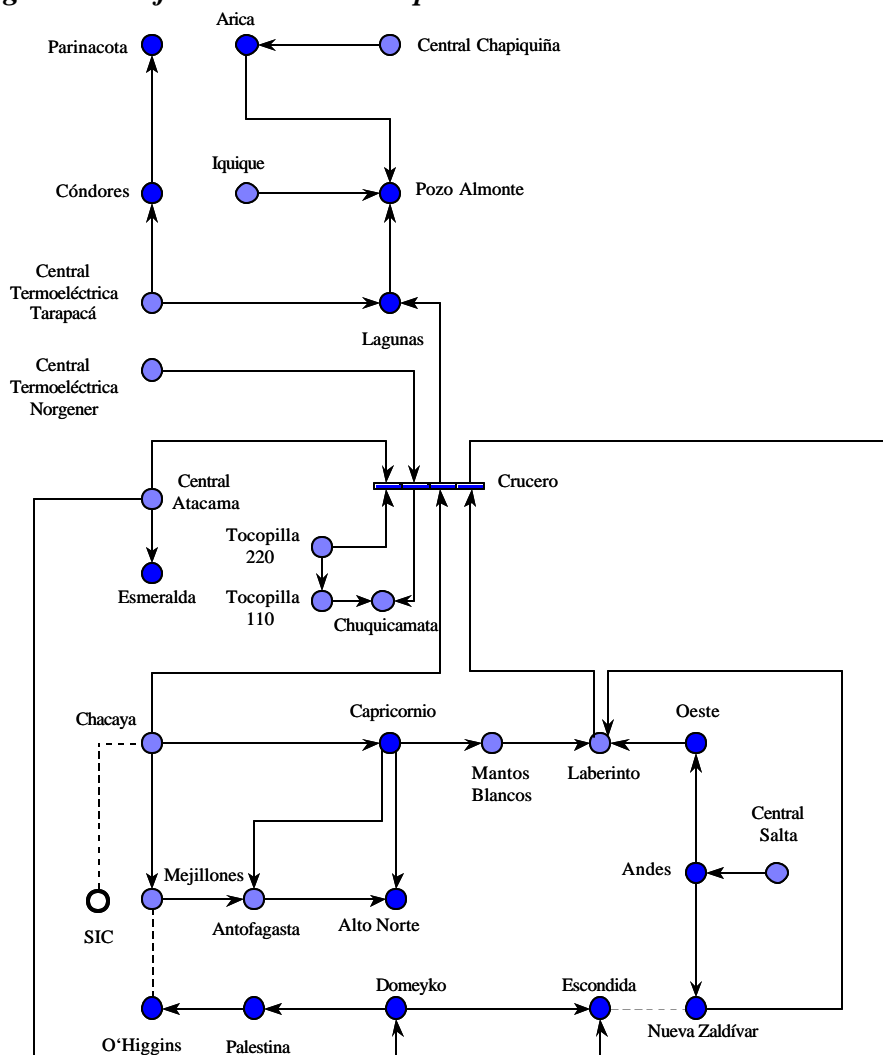 Arica
Parinacota
Central Chapiquiña
Iquique
Cóndores
Pozo Almonte
Central
Termoeléctrica
Tarapacá
Lagunas
Central
Termoeléctrica
Norgener
Central
Atacama
Crucero
Tocopilla
220
Esmeralda
Tocopilla
110
Chuquicamata
Chacaya
Capricornio
Oeste
Mantos
Blancos
Laberinto
Central
Salta
Andes
Mejillones
SIC
Antofagasta
Alto Norte
Domeyko
Escondida
O‘Higgins
Palestina
Nueva Zaldívar